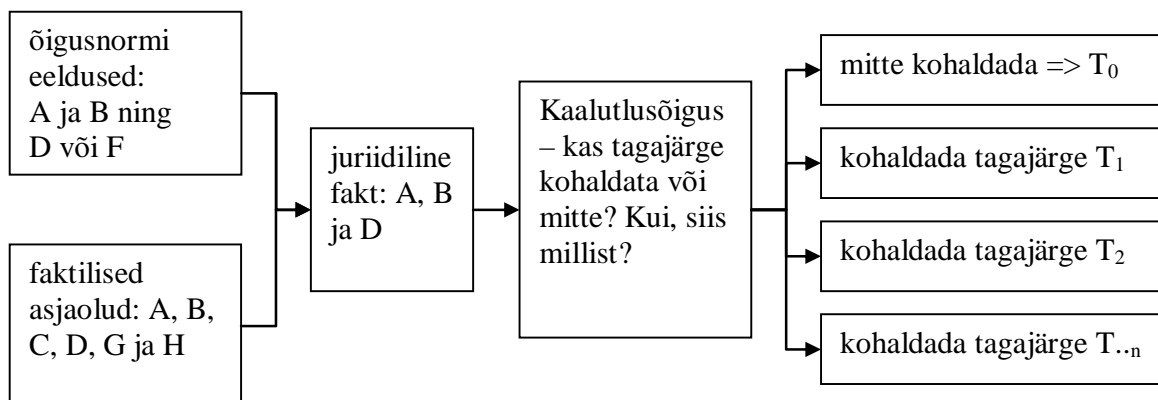 õigusnormi
eeldused:
A ja B ning
D või F
faktilised
asjaolud: A, B,
C, D, G ja H
juriidiline
fakt: A, B
ja D
Kaalutlusõigus
– kas tagajärge
kohaldata või
mitte? Kui, siis
millist?
mitte kohaldada => T₀
kohaldada tagajärge T₁
kohaldada tagajärge T₂
kohaldada tagajärge T..ₙ